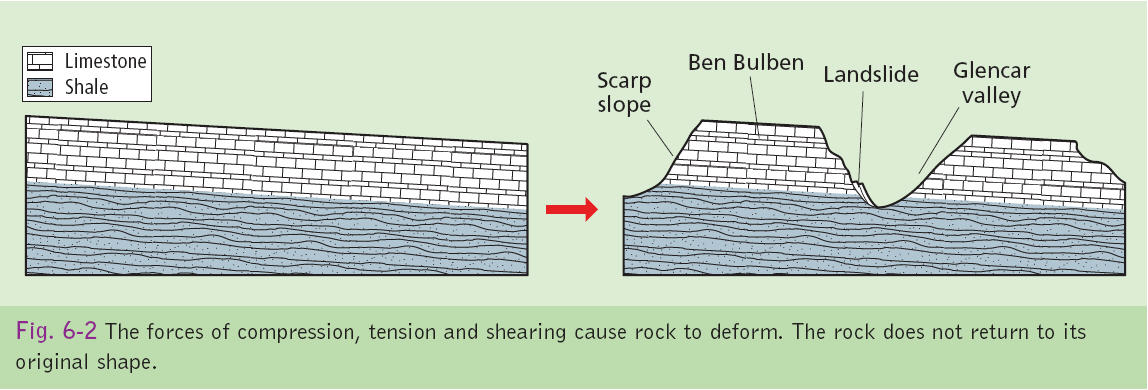 Limestone
Shale
Scarp
slope
Ben Bulben
Landslide
Glencar
valley
Fig. 6-2 The forces of compression, tension and shearing cause rock to deform. The rock does not return to its
original shape.